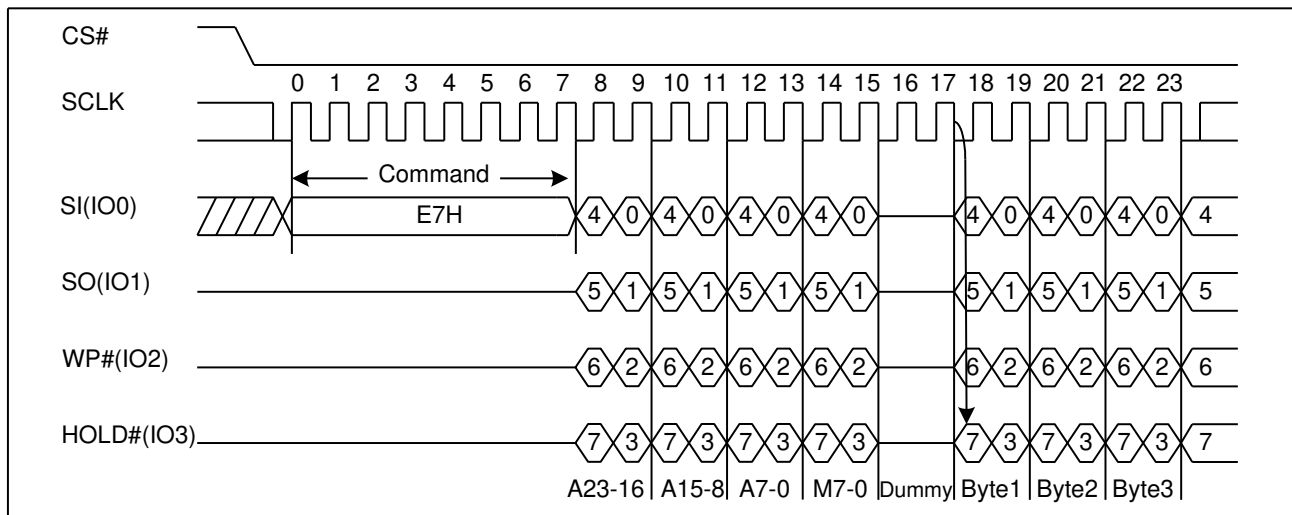 CS#
0 1 2 3 4 5 6 7 8 9 10 11 12 13 14 15 16 17 18 19 20 21 22 23
SCLK
Command
SI(IO0) E7H 4 0 4 0 4 0 4 0 4 0 4 0 4 0 4
SO(IO1) 5 1 5 1 5 1 5 1 5 1 5 1 5 1 5
WP#(IO2) 6 2 6 2 6 2 6 2 6 2 6 2 6 2 6
HOLD#(IO3) 7 3 7 3 7 3 7 3 7 3 7 3 7 3 7
A23-16 A15-8 A7-0 M7-0 Dummy Byte1 Byte2 Byte3